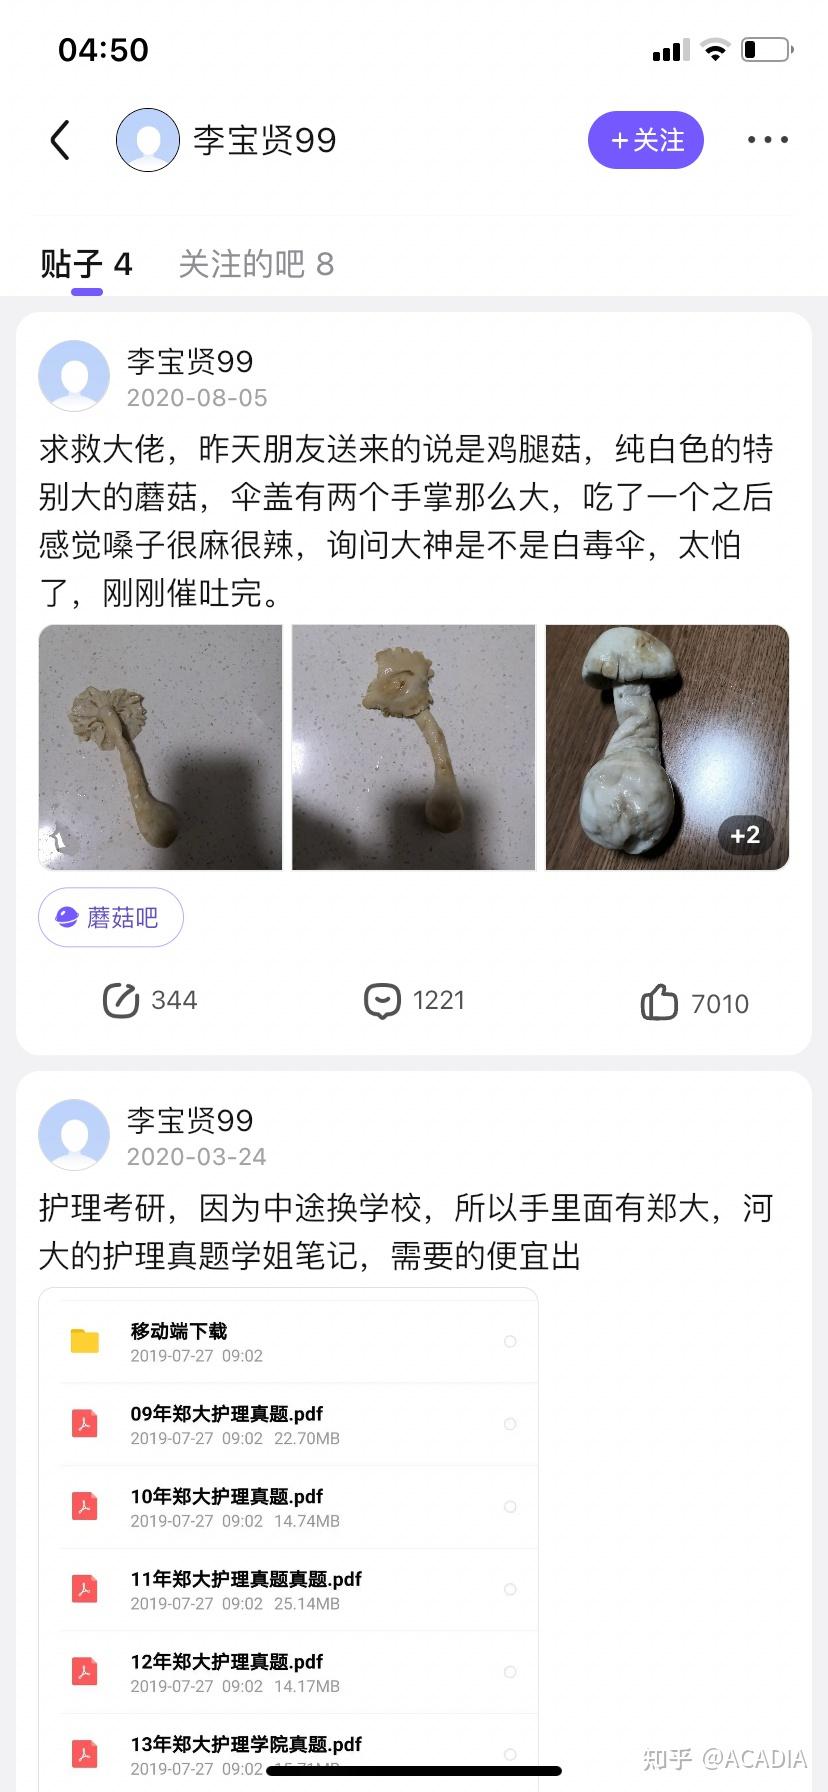 04:50
李宝贤99
+关注
贴子 4
关注的吧 8
李宝贤99
2020-08-05
求救大佬，昨天朋友送来的说是鸡腿菇，纯白色的特
别大的蘑菇，伞盖有两个手掌那么大，吃了一个之后
感觉嗓子很麻很辣，询问大神是不是白毒伞，太怕
了，刚刚催吐完。
+2
蘑菇吧
344
1221
7010
李宝贤99
2020-03-24
护理考研，因为中途换学校，所以手里面有郑大，河
大的护理真题学姐笔记，需要的便宜出
移动端下载
2019-07-27 09:02
09年郑大护理真题.pdf
2019-07-27 09:02 22.70MB
10年郑大护理真题.pdf
2019-07-27 09:02 14.74MB
11年郑大护理真题真题.pdf
2019-07-27 09:02 25.14MB
12年郑大护理真题.pdf
2019-07-27 09:02 14.17MB
13年郑大护理学院真题.pdf
2019-07-27 09:02
知乎 @ACADIA